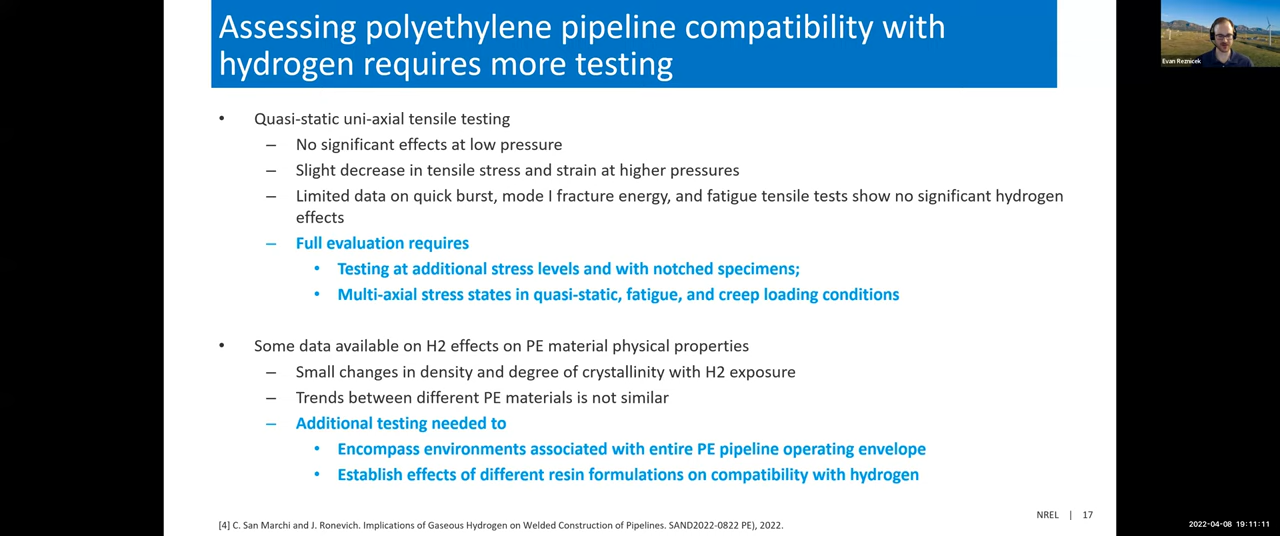 Assessing polyethylene pipeline compatibility with
hydrogen requires more testing
Evan Reznicek
• Quasi-static uni-axial tensile testing
– No significant effects at low pressure
– Slight decrease in tensile stress and strain at higher pressures
– Limited data on quick burst, mode I fracture energy, and fatigue tensile tests show no significant hydrogen
effects
– Full evaluation requires
• Testing at additional stress levels and with notched specimens;
• Multi-axial stress states in quasi-static, fatigue, and creep loading conditions
• Some data available on H2 effects on PE material physical properties
– Small changes in density and degree of crystallinity with H2 exposure
– Trends between different PE materials is not similar
– Additional testing needed to
• Encompass environments associated with entire PE pipeline operating envelope
• Establish effects of different resin formulations on compatibility with hydrogen
NREL | 17
[4] C. San Marchi and J. Ronevich. Implications of Gaseous Hydrogen on Welded Construction of Pipelines. SAND2022-0822 PE), 2022.
2022-04-08 19:11:11